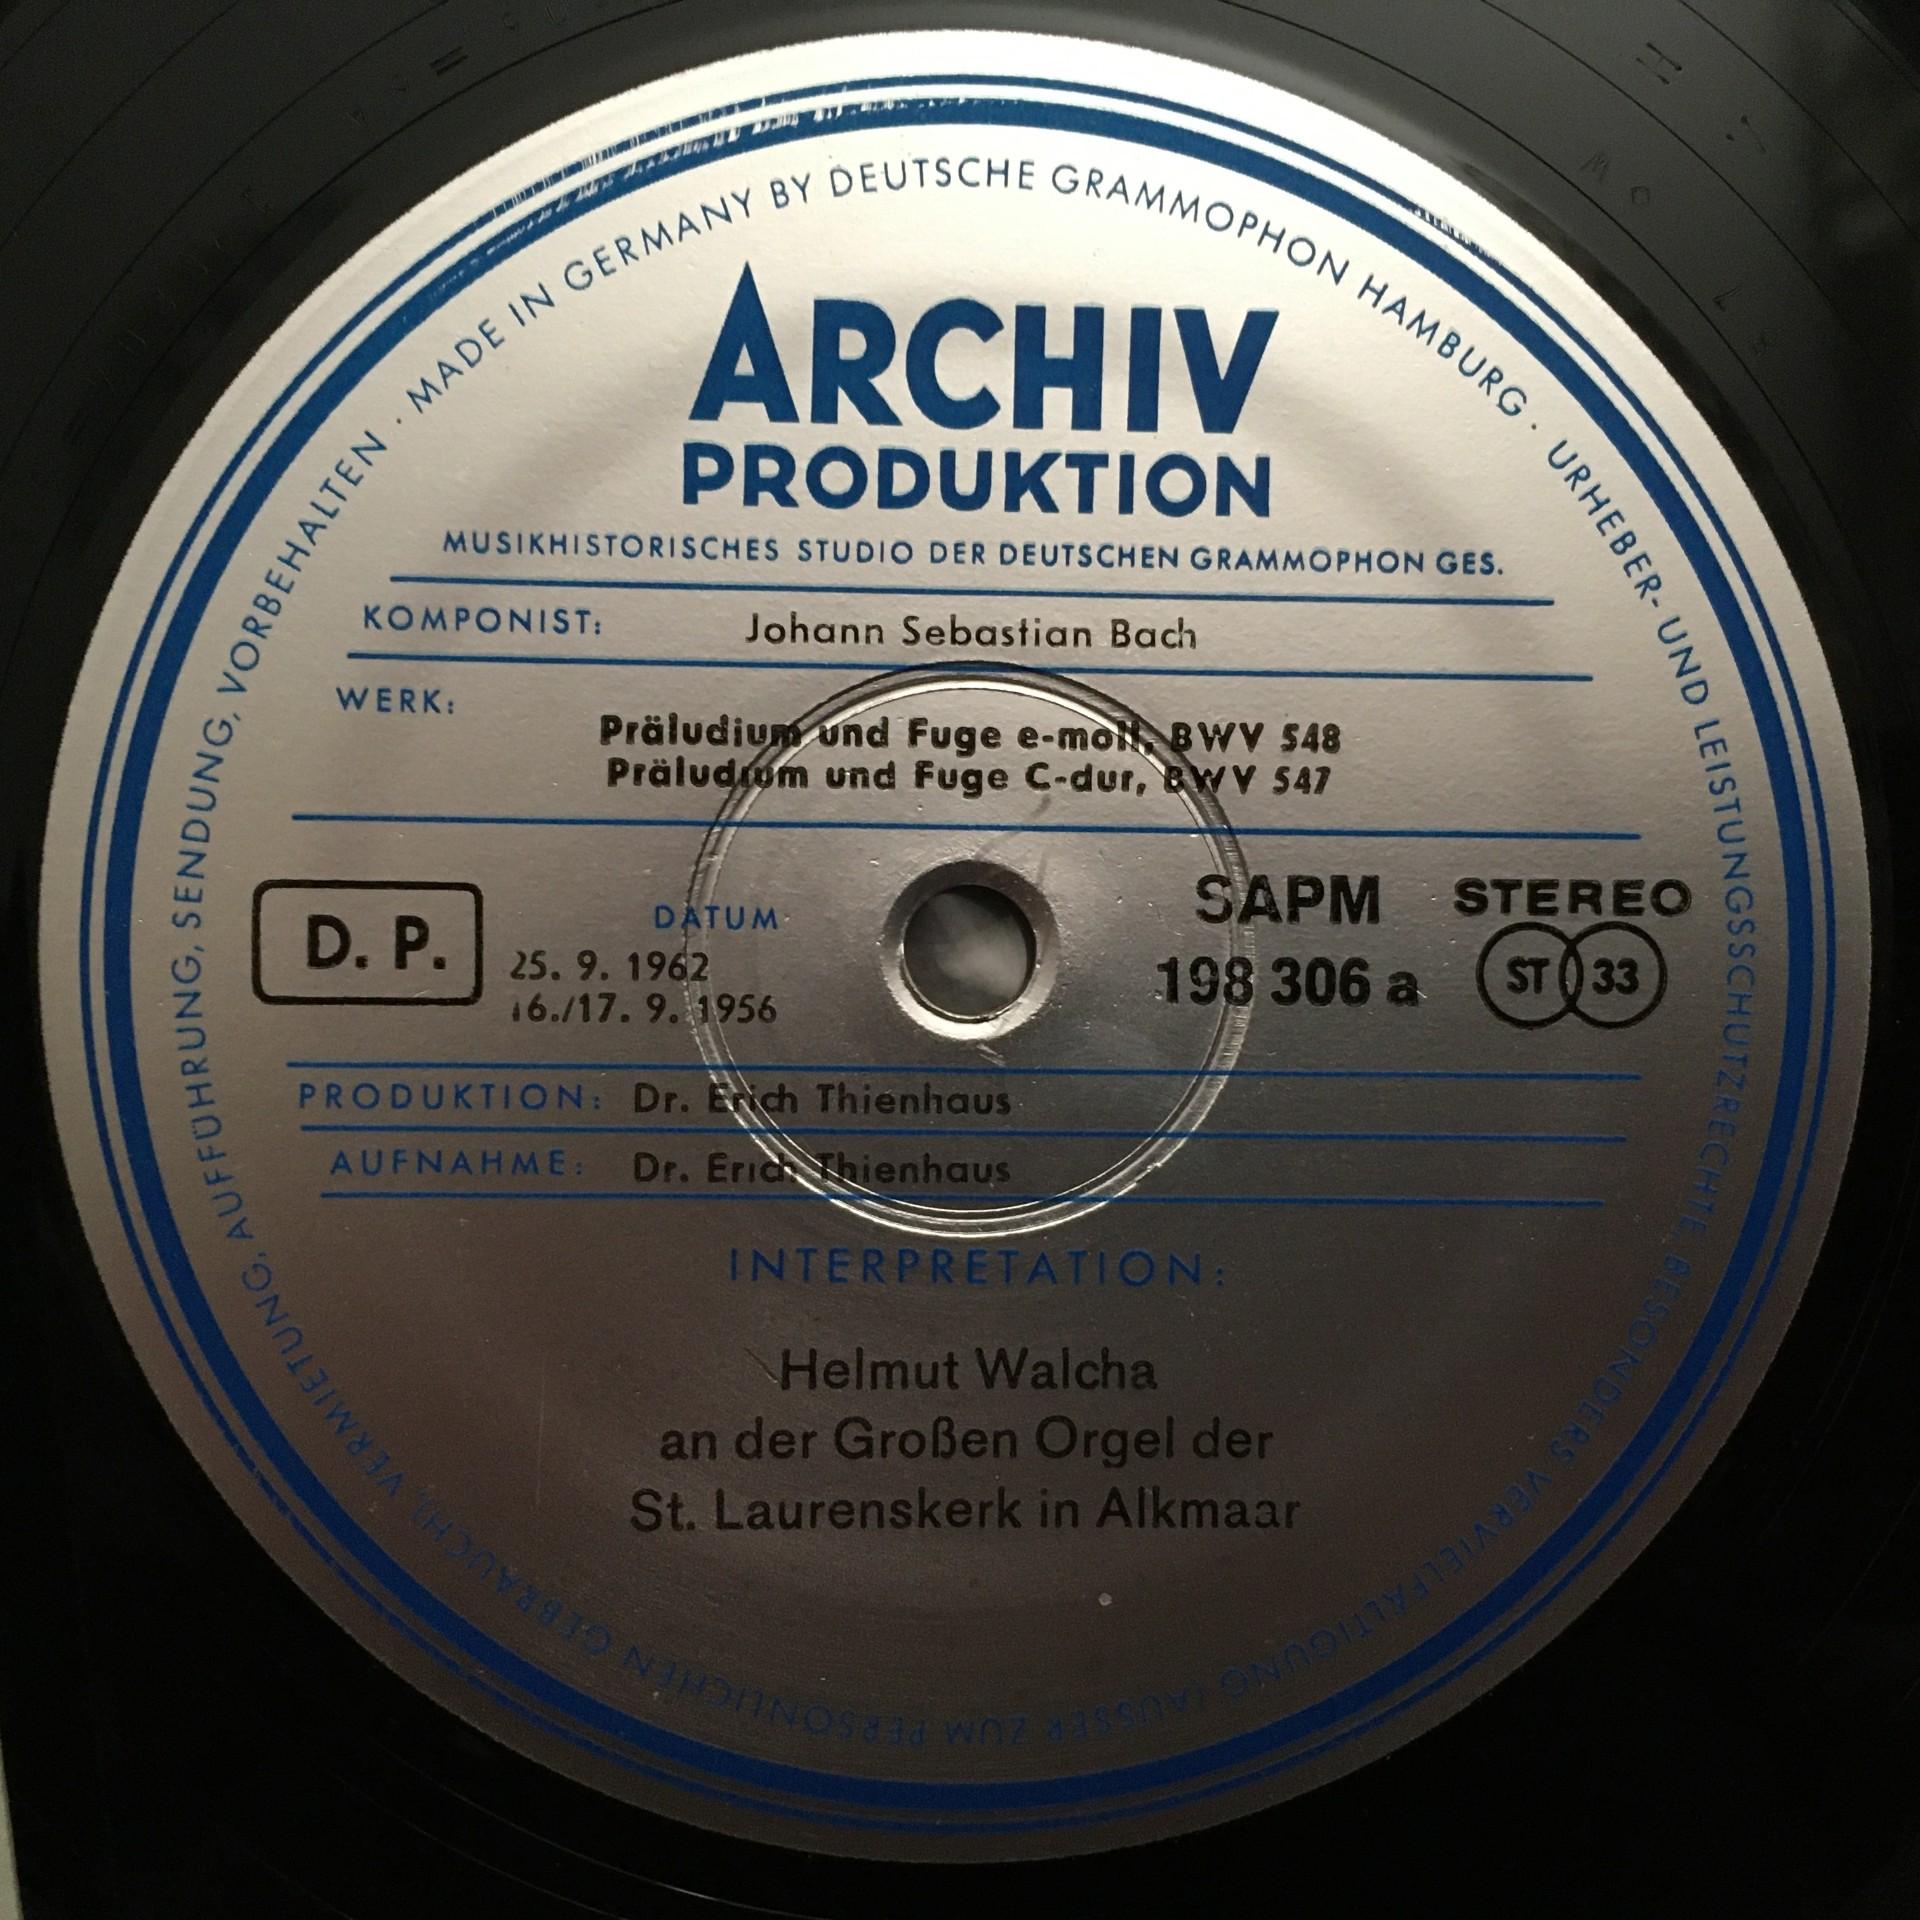 MADE IN GERMANY BY DEUTSCHE GRAMMOPHON HAMBURG · URHEBER- UND LEISTUNGSSCHUTZRECHTE, BESONDERS VERVIELFÄLTIGUNG (AUSSER ZUM PERSÖNLICHEN GEBRAUCH), VERMIETUNG, AUFFÜHRUNG, SENDUNG, VORBEHALTEN ·
ARCHIV
PRODUKTION
MUSIKHISTORISCHES STUDIO DER DEUTSCHEN GRAMMOPHON GES.
KOMPONIST: Johann Sebastian Bach
WERK:
Präludium und Fuge e-moll, BWV 548
Präludium und Fuge C-dur, BWV 547
D. P.
DATUM
25. 9. 1962
16./17. 9. 1956
SAPM
198 306 a
STEREO
ST 33
PRODUKTION: Dr. Erich Thienhaus
AUFNAHME: Dr. Erich Thienhaus
INTERPRETATION:
Helmut Walcha
an der Großen Orgel der
St. Laurenskerk in Alkmaar